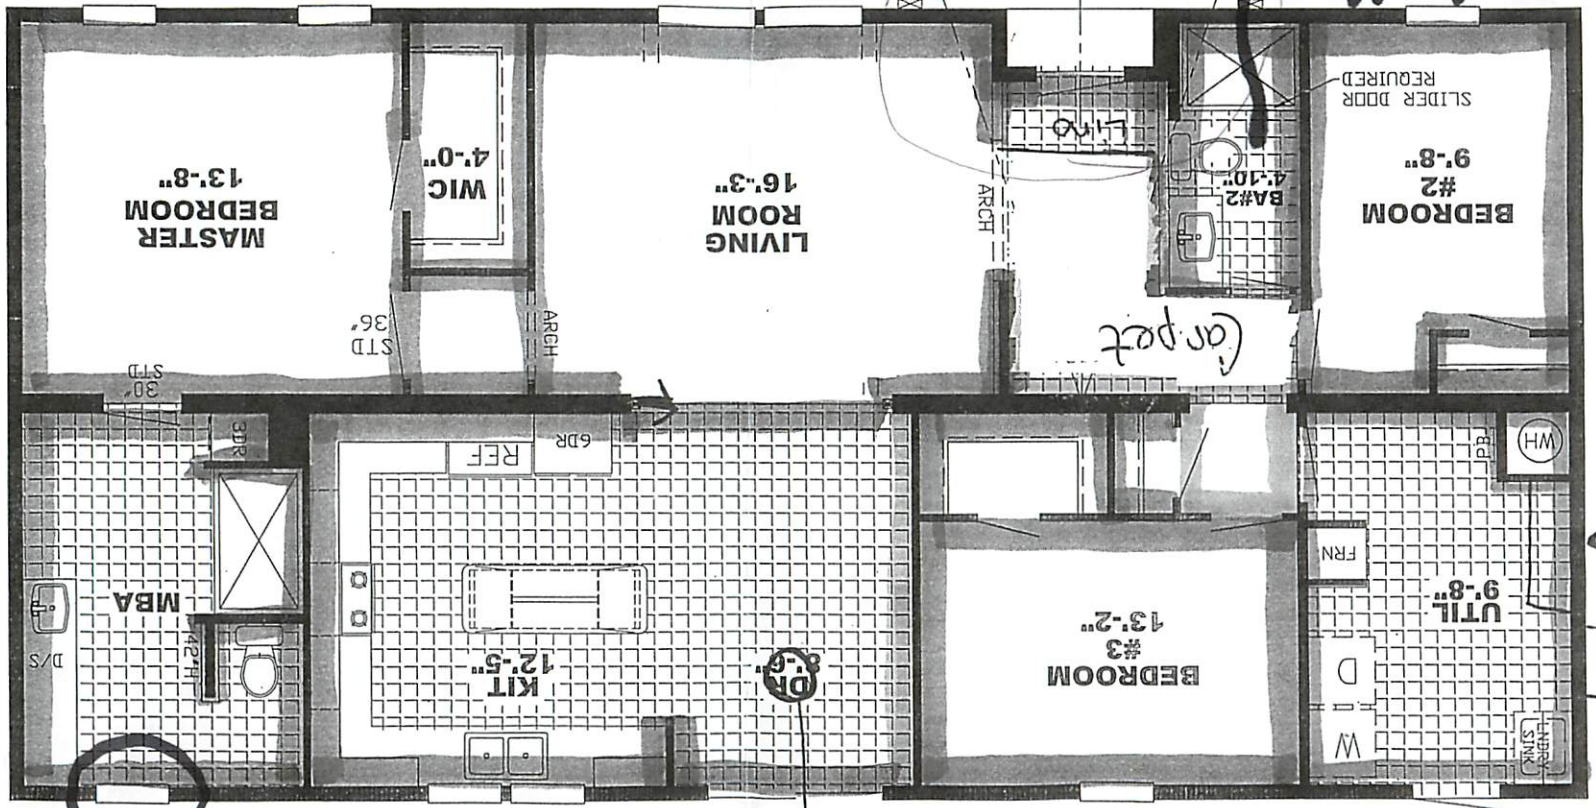 LNDRY
SINK
W
D
UTIL
9'-8"
FRN
WH
PB
BEDROOM
#3
13'-2"
8'-6"
KIT
12'-5"
6DR
REF
D/S
42"H
MBA
3DR
30"
STD
Carpet
BEDROOM
#2
9'-8"
SLIDER DOOR
REQUIRED
BA#2
4'-10"
Lino
ARCH
LIVING
ROOM
16'-3"
ARCH
STD
36"
WIC
4'-0"
MASTER
BEDROOM
13'-8"